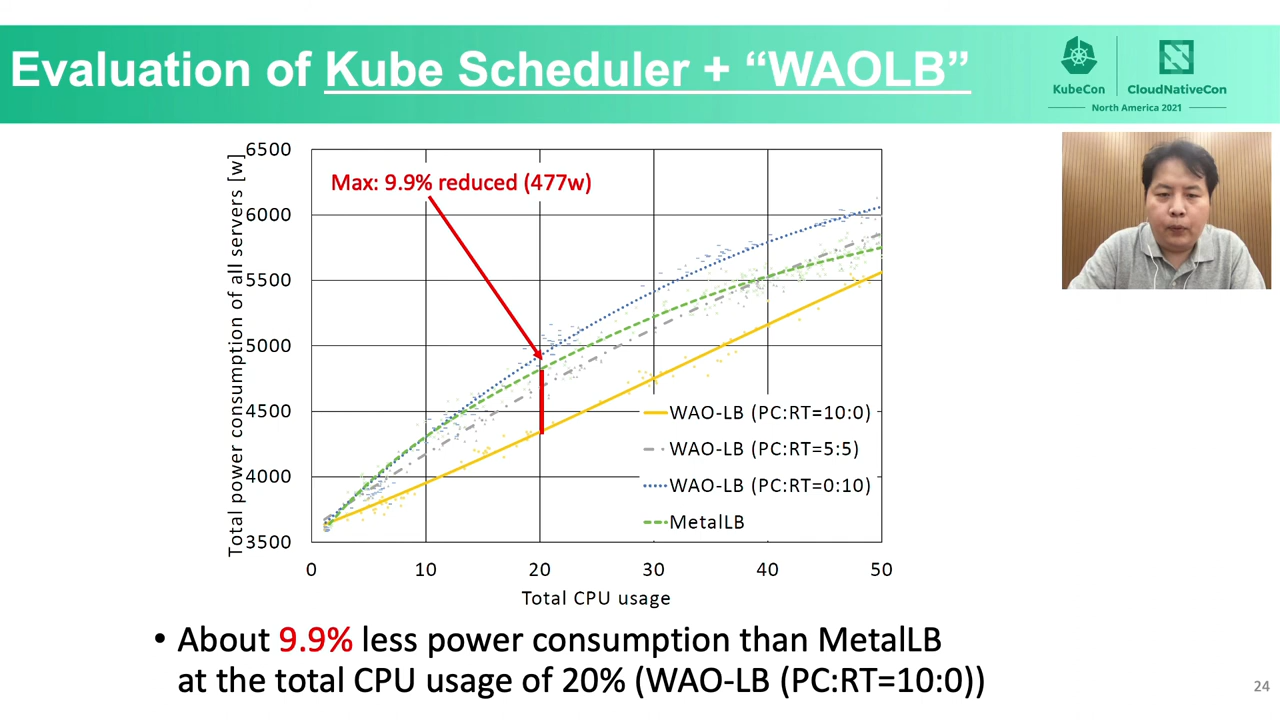 Evaluation of Kube Scheduler + “WAOLB”
KubeCon
CloudNativeCon
North America 2021
Total power consumption of all servers [w]
6500
6000
5500
5000
4500
4000
3500
Max: 9.9% reduced (477w)
WAO-LB (PC:RT=10:0)
WAO-LB (PC:RT=5:5)
WAO-LB (PC:RT=0:10)
MetalLB
0 10 20 30 40 50
Total CPU usage
• About 9.9% less power consumption than MetalLB
at the total CPU usage of 20% (WAO-LB (PC:RT=10:0))
24